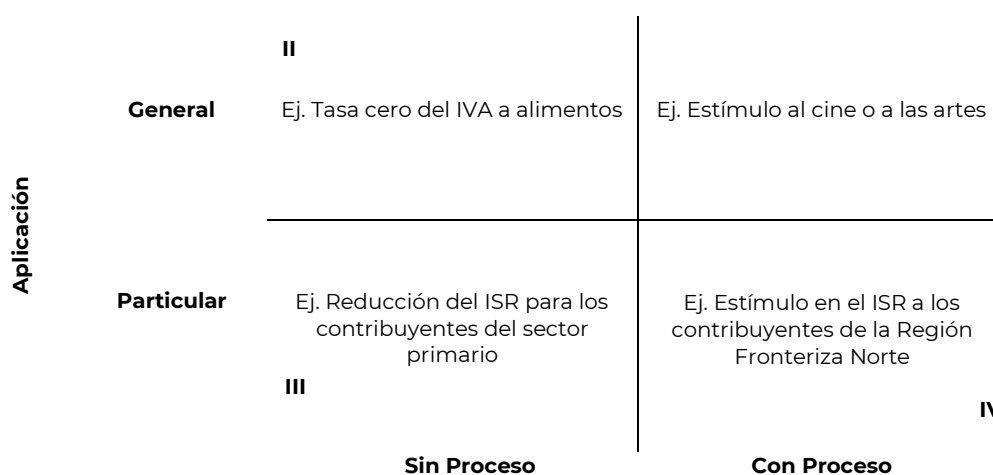 II
General
Ej. Tasa cero del IVA a alimentos
Ej. Estímulo al cine o a las artes
Aplicación
Particular
Ej. Reducción del ISR para los
contribuyentes del sector
primario
Ej. Estímulo en el ISR a los
contribuyentes de la Región
Fronteriza Norte
III
Sin Proceso
Con Proceso